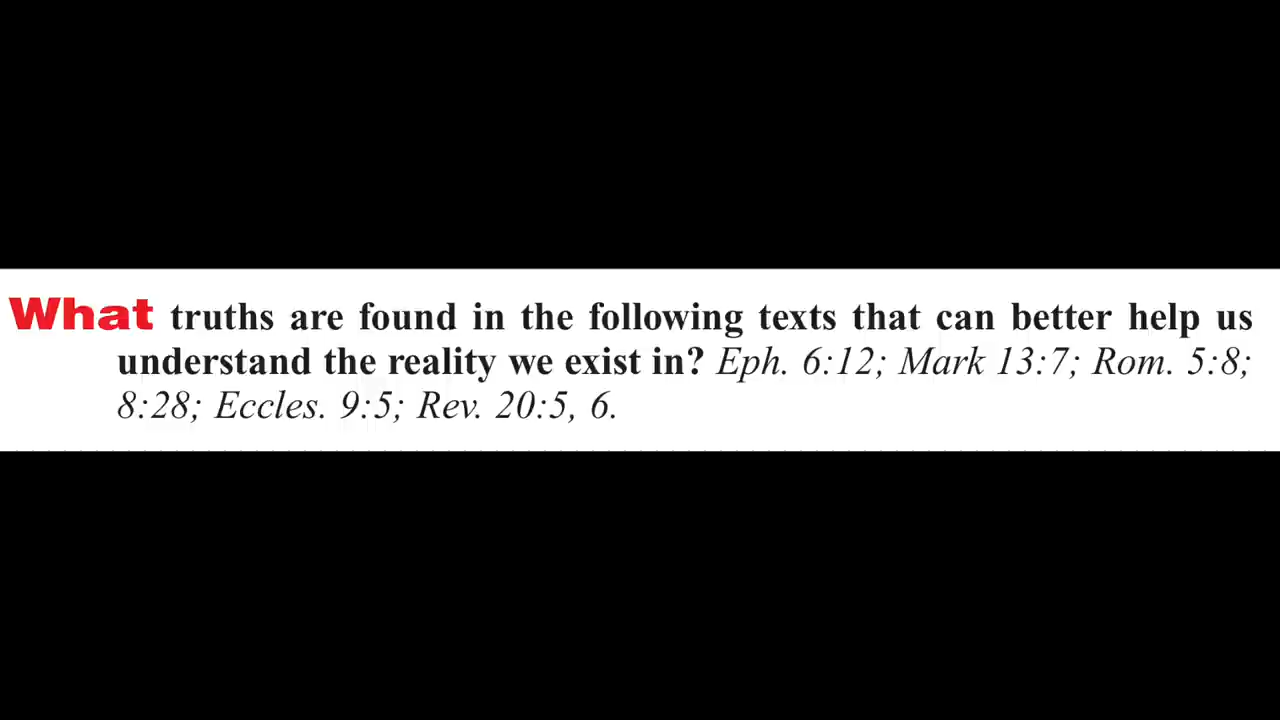 What truths are found in the following texts that can better help us
understand the reality we exist in? Eph. 6:12; Mark 13:7; Rom. 5:8;
8:28; Eccles. 9:5; Rev. 20:5, 6.